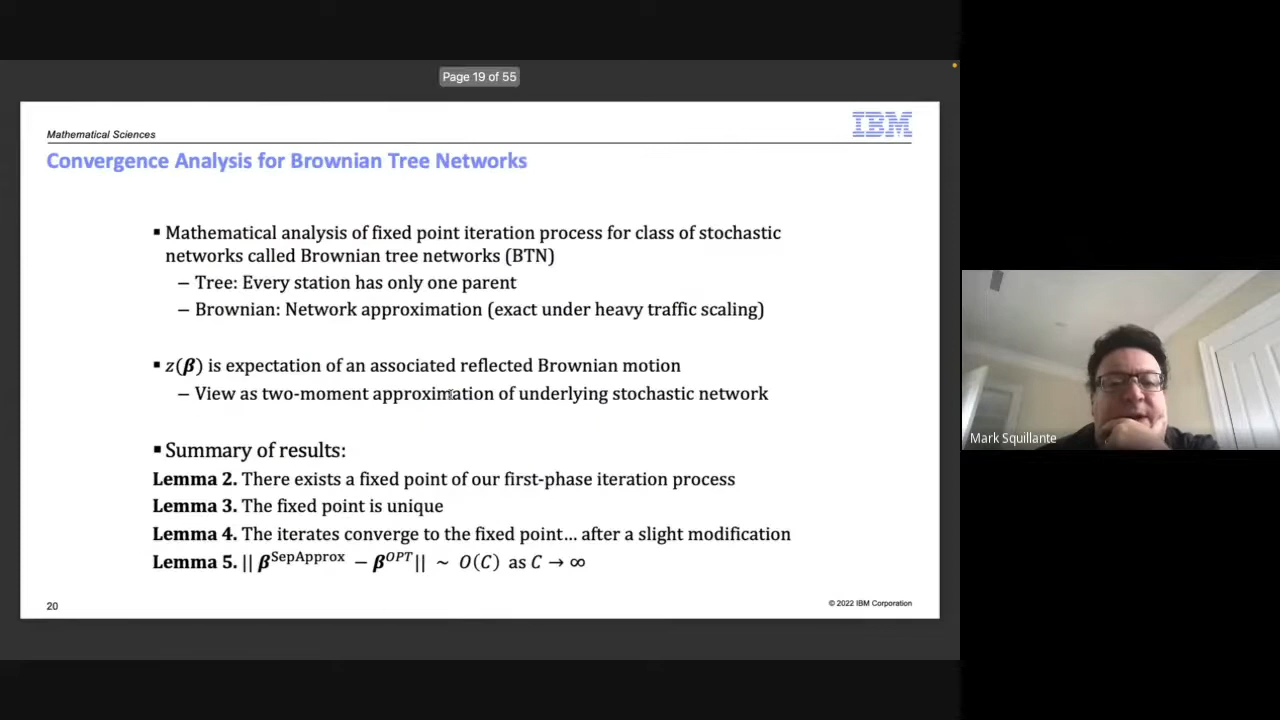 Page 19 of 55
Mathematical Sciences
IBM
Convergence Analysis for Brownian Tree Networks
▪ Mathematical analysis of fixed point iteration process for class of stochastic
networks called Brownian tree networks (BTN)
– Tree: Every station has only one parent
– Brownian: Network approximation (exact under heavy traffic scaling)
▪ z(β) is expectation of an associated reflected Brownian motion
– View as two-moment approximation of underlying stochastic network
▪ Summary of results:
Lemma 2. There exists a fixed point of our first-phase iteration process
Lemma 3. The fixed point is unique
Lemma 4. The iterates converge to the fixed point… after a slight modification
Lemma 5. || β^SepApprox − β^OPT || ~ O(C) as C → ∞
20
© 2022 IBM Corporation
Mark Squillante